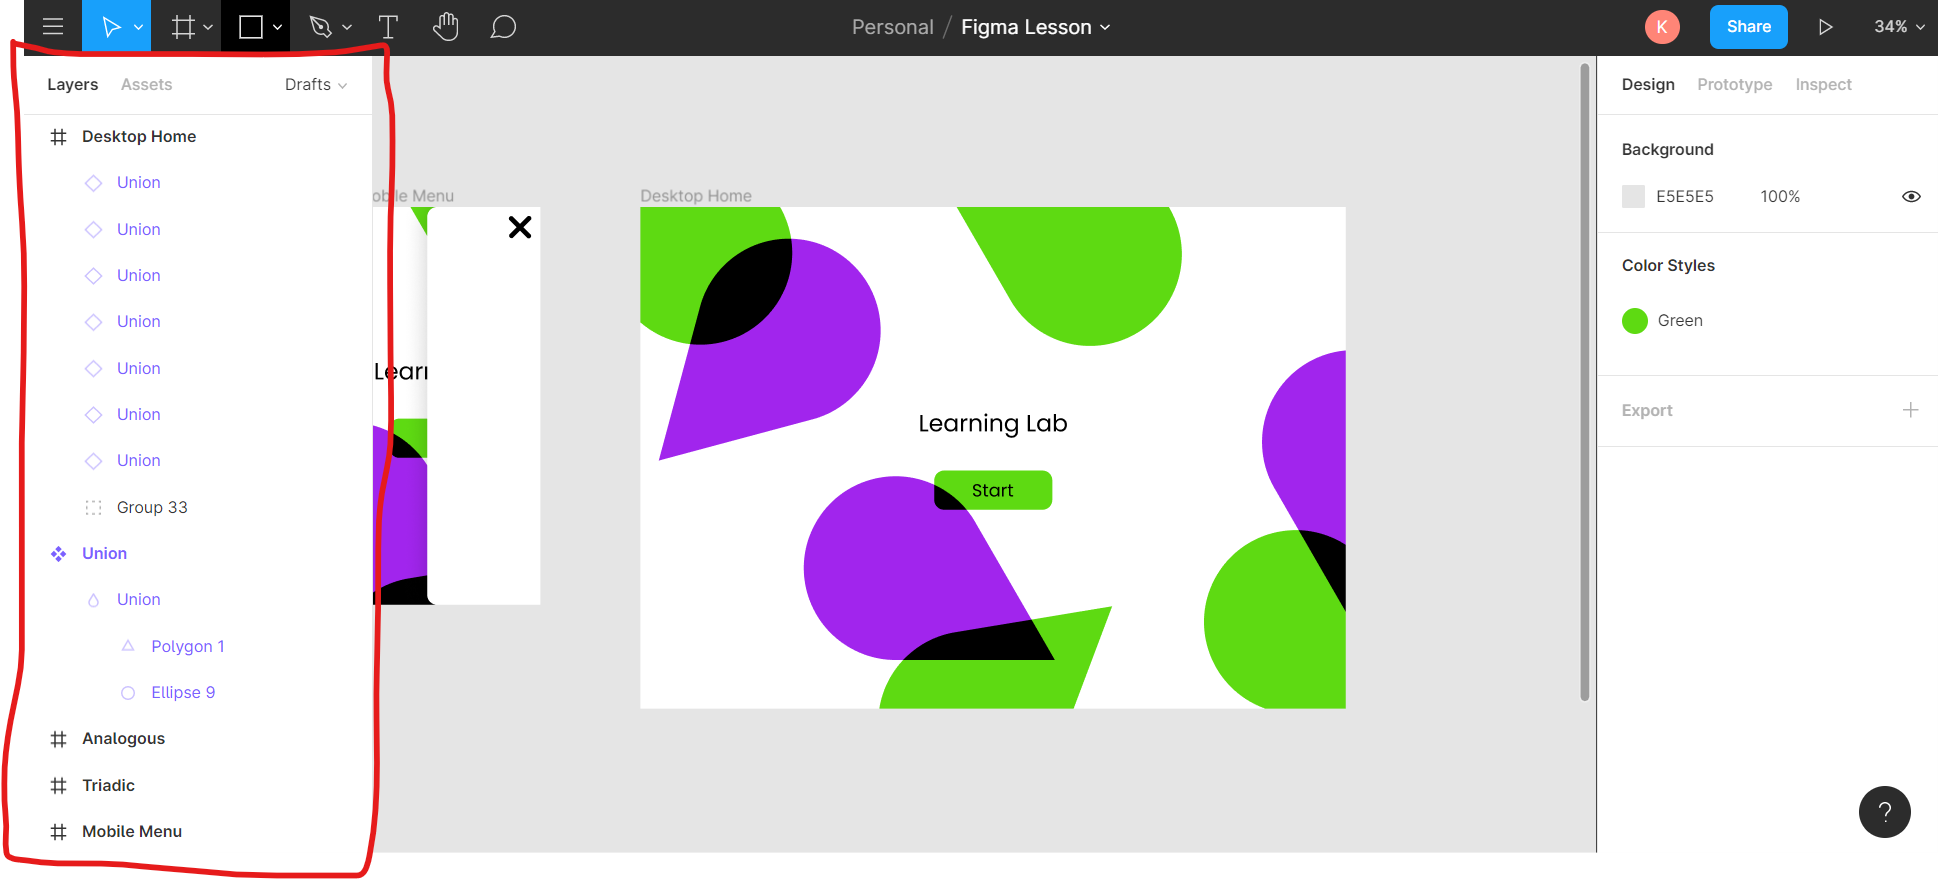 T
Personal / Figma Lesson
K
Share
34%
Layers
Assets
Drafts
Desktop Home
Union
Union
Union
Union
Union
Union
Union
Group 33
Union
Union
Polygon 1
Ellipse 9
Analogous
Triadic
Mobile Menu
obile Menu
Lear
Desktop Home
Learning Lab
Start
Design
Prototype
Inspect
Background
E5E5E5
100%
Color Styles
Green
Export
?